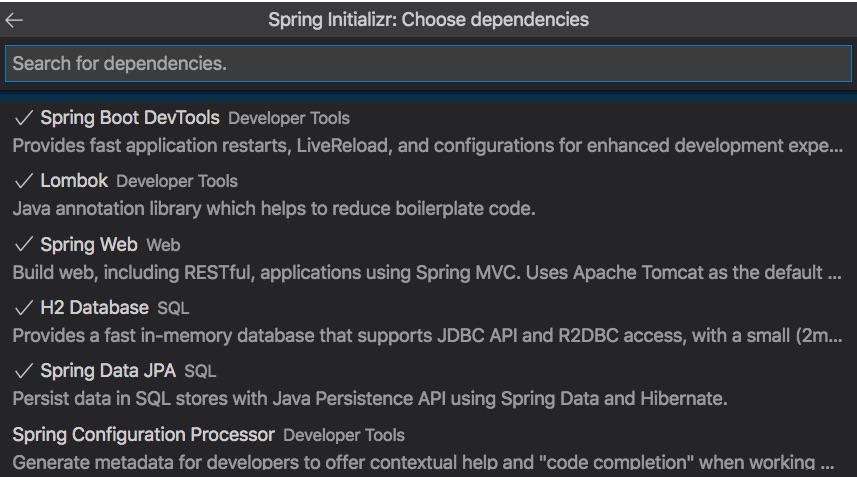 Spring Initializr: Choose dependencies
Search for dependencies.
Spring Boot DevTools Developer Tools
Provides fast application restarts, LiveReload, and configurations for enhanced development expe...
Lombok Developer Tools
Java annotation library which helps to reduce boilerplate code.
Spring Web Web
Build web, including RESTful, applications using Spring MVC. Uses Apache Tomcat as the default ...
H2 Database SQL
Provides a fast in-memory database that supports JDBC API and R2DBC access, with a small (2m...
Spring Data JPA SQL
Persist data in SQL stores with Java Persistence API using Spring Data and Hibernate.
Spring Configuration Processor Developer Tools
Generate metadata for developers to offer contextual help and "code completion" when working ...